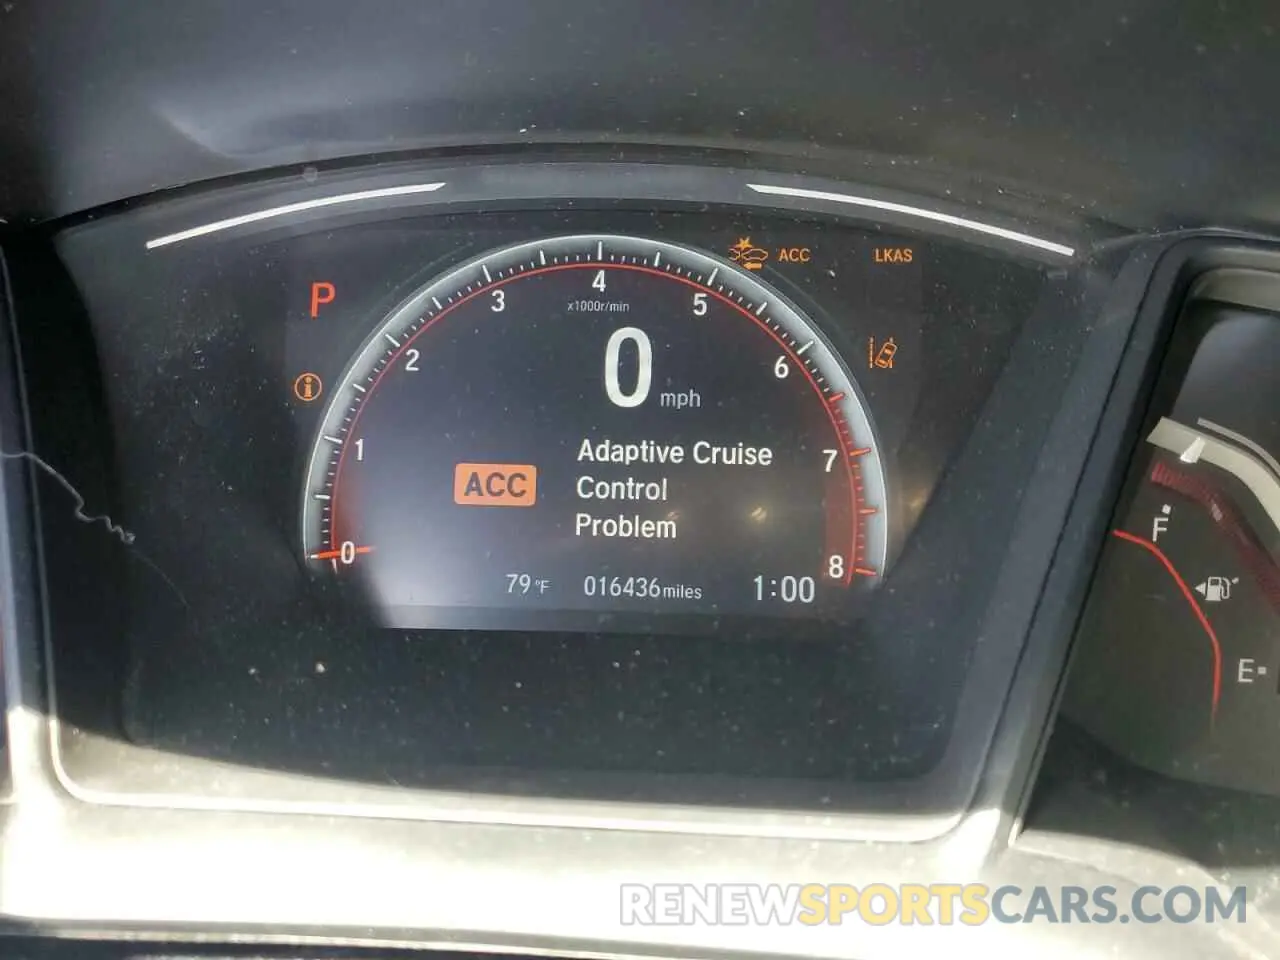 ACC LKAS
P
0 1 2 3 4 5 6 7 8
x1000r/min
0 mph
Adaptive Cruise
ACC Control
Problem
79 °F 016436 miles 1:00
F
E
RENEWSPORTSCARS.COM